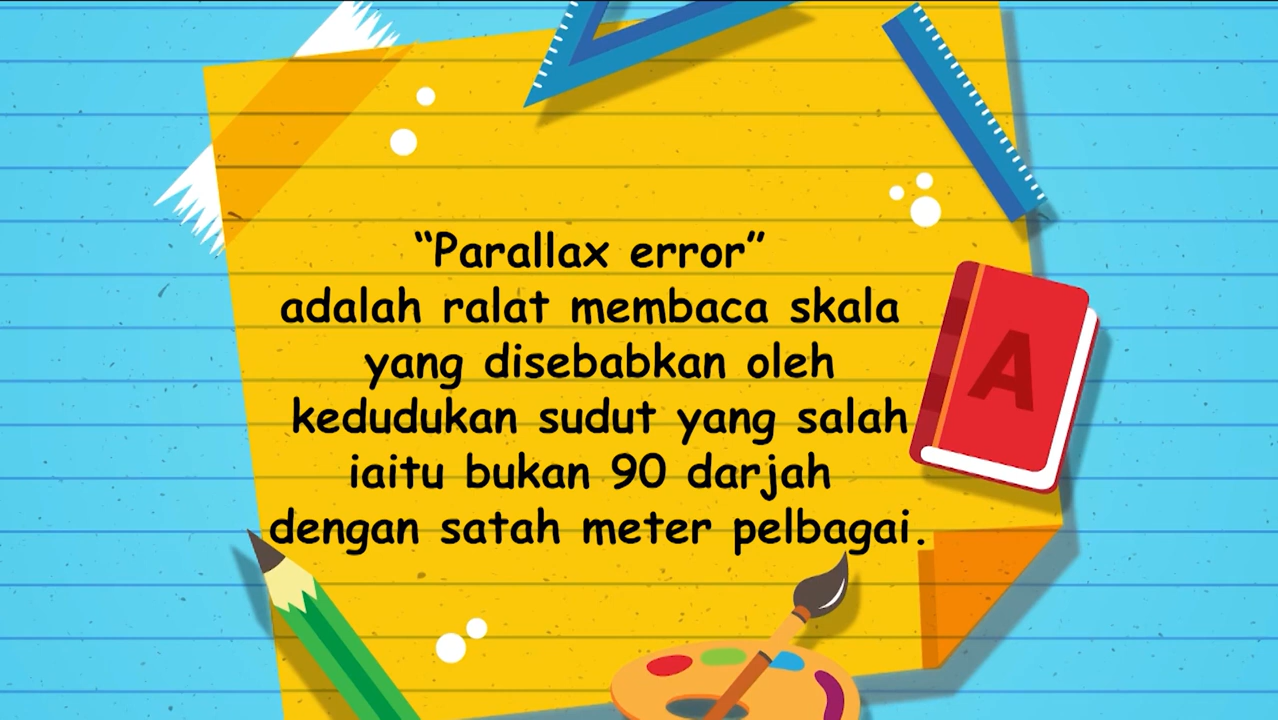 “Parallax error”
adalah ralat membaca skala
yang disebabkan oleh
kedudukan sudut yang salah
iaitu bukan 90 darjah
dengan satah meter pelbagai.
A